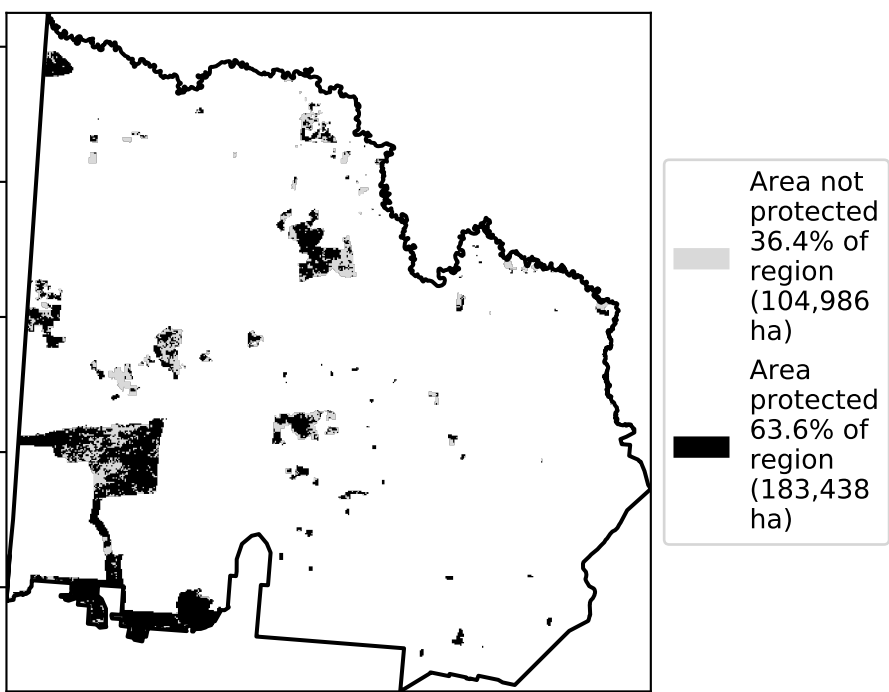 Area not
protected
36.4% of
region
(104,986
ha)
Area
protected
63.6% of
region
(183,438
ha)